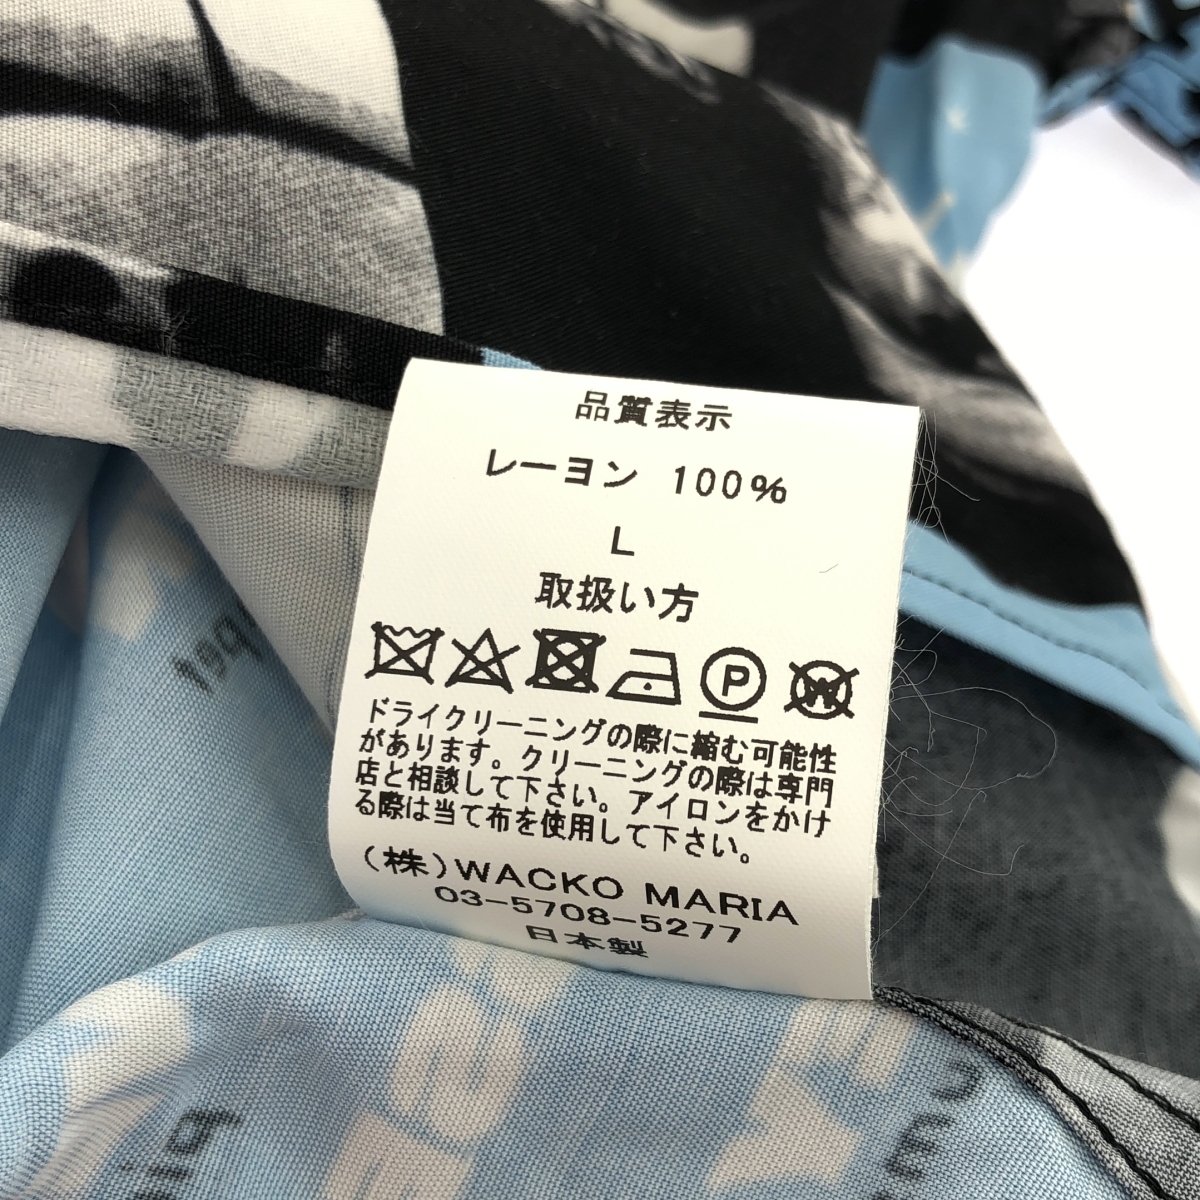 品質表示
レーヨン 100%
L
取扱い方
P
W
ドライクリーニングの際に縮む可能性
があります。クリーニングの際は専門
店と相談して下さい。アイロンをかけ
る際は当て布を使用して下さい。
(株)WACKO MARIA
03-5708-5277
日本製